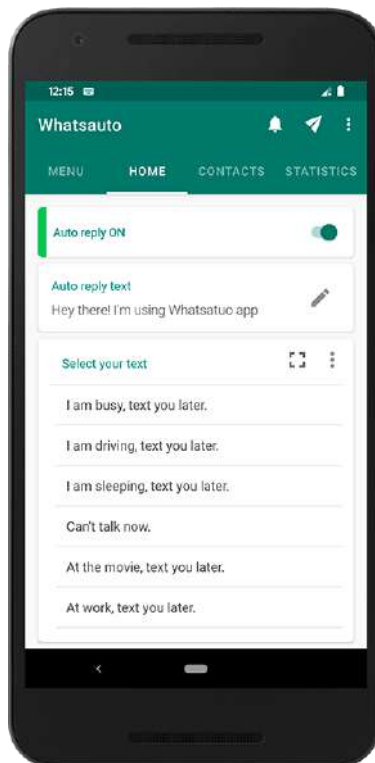 12:15
Whatsauto
MENU HOME CONTACTS STATISTICS
Auto reply ON
Auto reply text
Hey there! I'm using Whatsatuo app
Select your text
I am busy, text you later.
I am driving, text you later.
I am sleeping, text you later.
Can't talk now.
At the movie, text you later.
At work, text you later.